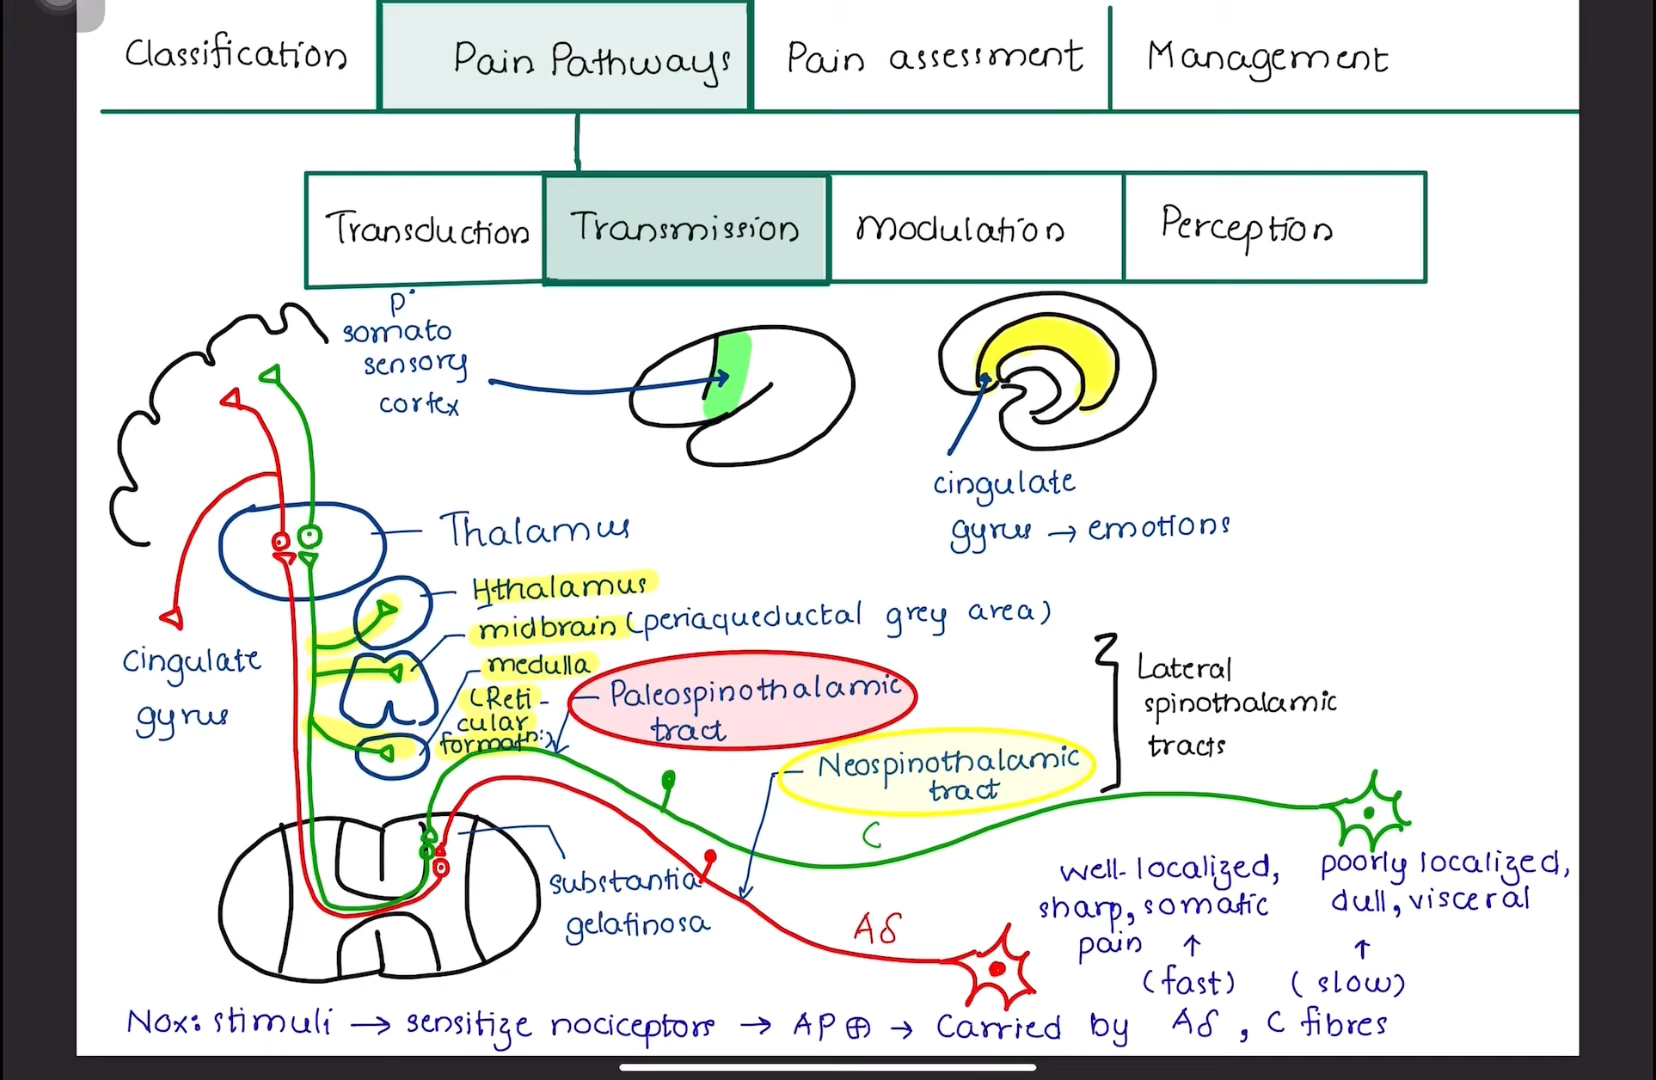 Classification
Pain Pathways
Pain assessment
Management
Transduction
Transmission
Modulation
Perception
p°
somato
sensory
cortex
cingulate
gyrus → emotions
Thalamus
Hthalamus
midbrain (periaqueductal grey area)
medulla
(Reti-
cular
formatn:)
Cingulate
gyrus
Paleospinothalamic
tract
Neospinothalamic
tract
Lateral
spinothalamic
tracts
C
substantia
gelatinosa
Aδ
well-localized,
sharp, somatic
pain ↑
(fast)
poorly localized,
dull, visceral
↑
(slow)
Nox: stimuli → sensitize nociceptors → AP ⊕ → Carried by Aδ, C fibres